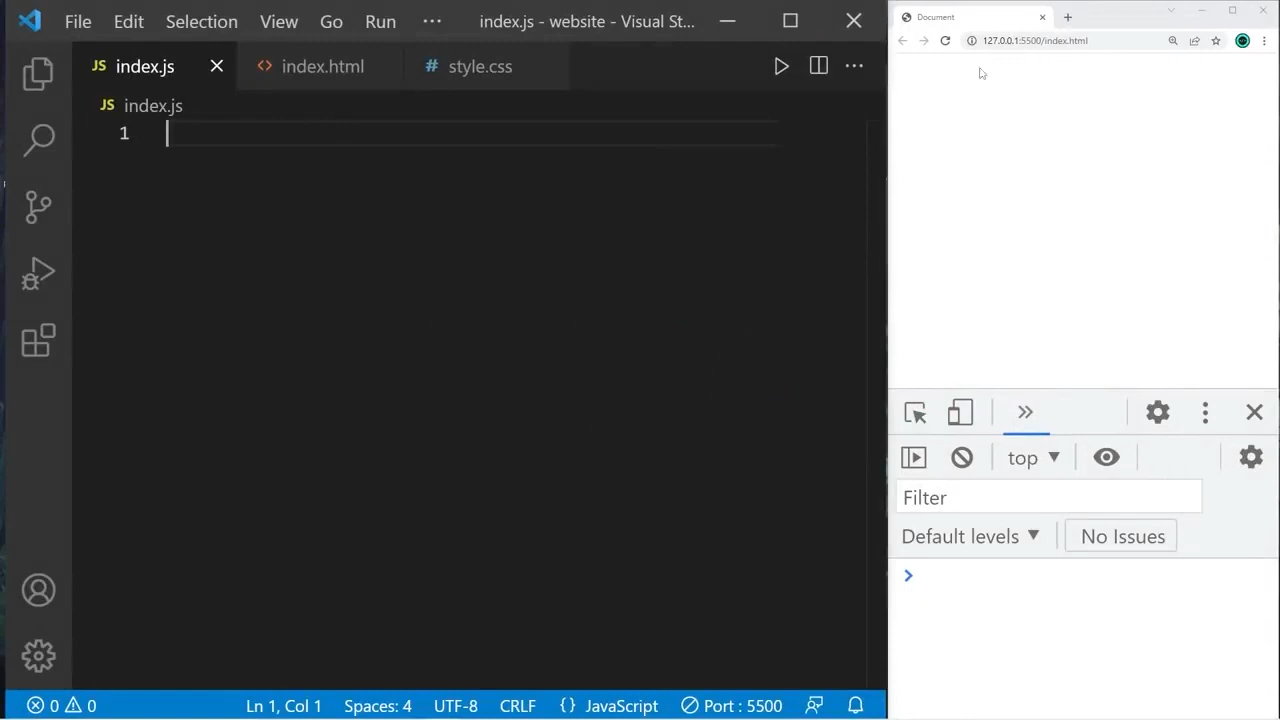 File Edit Selection View Go Run ··· index.js - website - Visual St...
JS index.js
<> index.html
# style.css
JS index.js
1
0 0
Ln 1, Col 1 Spaces: 4 UTF-8 CRLF {} JavaScript Port : 5500
Document
127.0.0.1:5500/index.html
top
Filter
Default levels No Issues